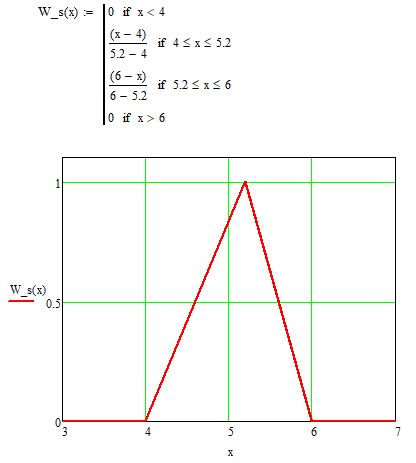 W_s(x) := 0 if x < 4
(x − 4)
5.2 − 4
if 4 ≤ x ≤ 5.2
(6 − x)
6 − 5.2
if 5.2 ≤ x ≤ 6
0 if x > 6
1
W_s(x)
0.5
0
3 4 5 6 7
x